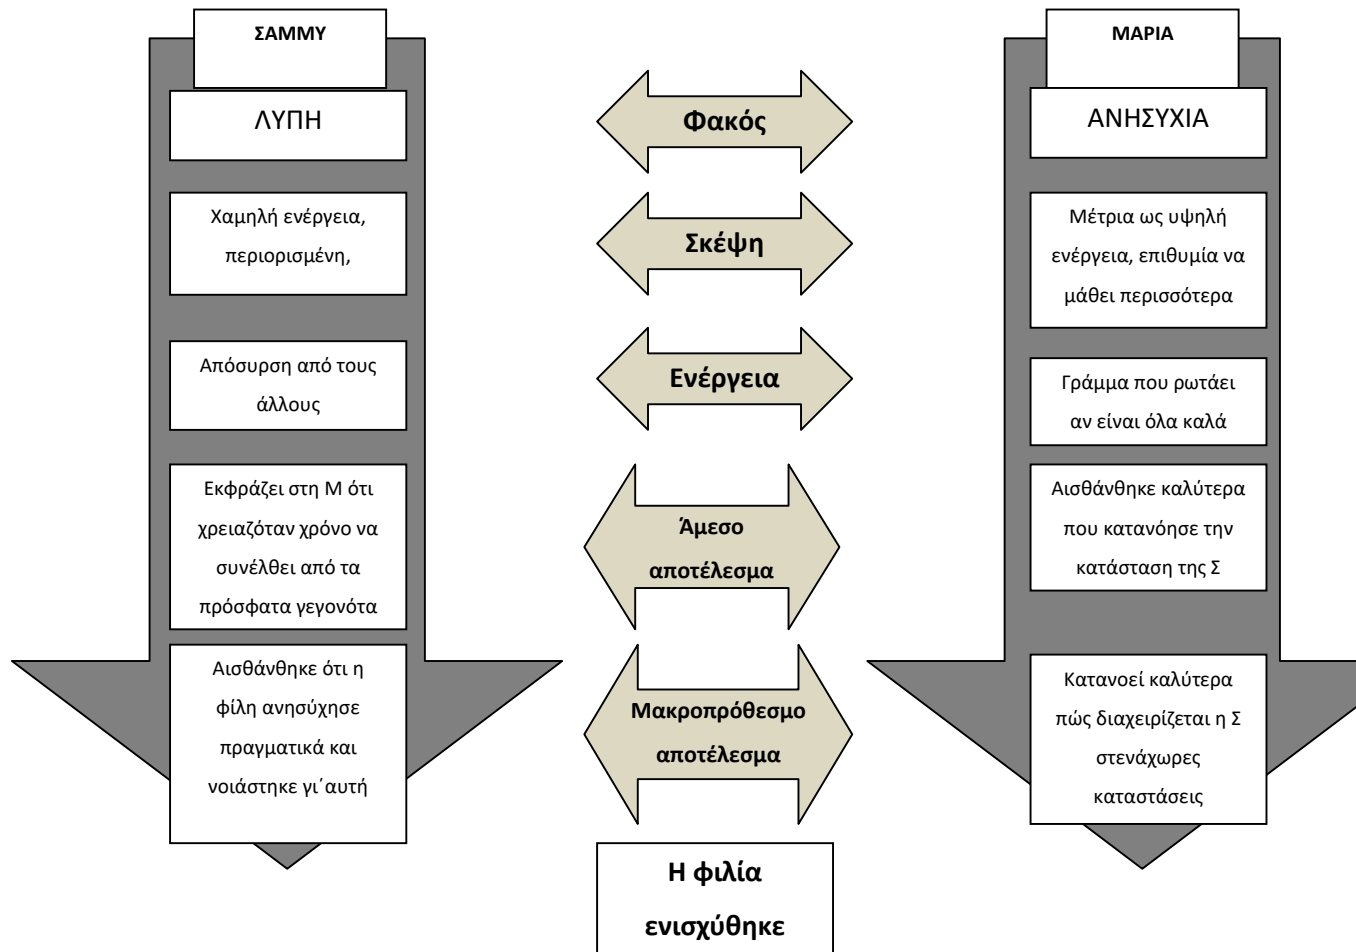 ΣΑΜΜΥ
ΛΥΠΗ
Χαμηλή ενέργεια,
περιορισμένη,
Απόσυρση από τους
άλλους
Εκφράζει στη Μ ότι
χρειαζόταν χρόνο να
συνέλθει από τα
πρόσφατα γεγονότα
Αισθάνθηκε ότι η
φίλη ανησύχησε
πραγματικά και
νοιάστηκε γι΄αυτή
Φακός
Σκέψη
Ενέργεια
Άμεσο
αποτέλεσμα
Μακροπρόθεσμο
αποτέλεσμα
Η φιλία
ενισχύθηκε
ΜΑΡΙΑ
ΑΝΗΣΥΧΙΑ
Μέτρια ως υψηλή
ενέργεια, επιθυμία να
μάθει περισσότερα
Γράμμα που ρωτάει
αν είναι όλα καλά
Αισθάνθηκε καλύτερα
που κατανόησε την
κατάσταση της Σ
Κατανοεί καλύτερα
πώς διαχειρίζεται η Σ
στενάχωρες
καταστάσεις